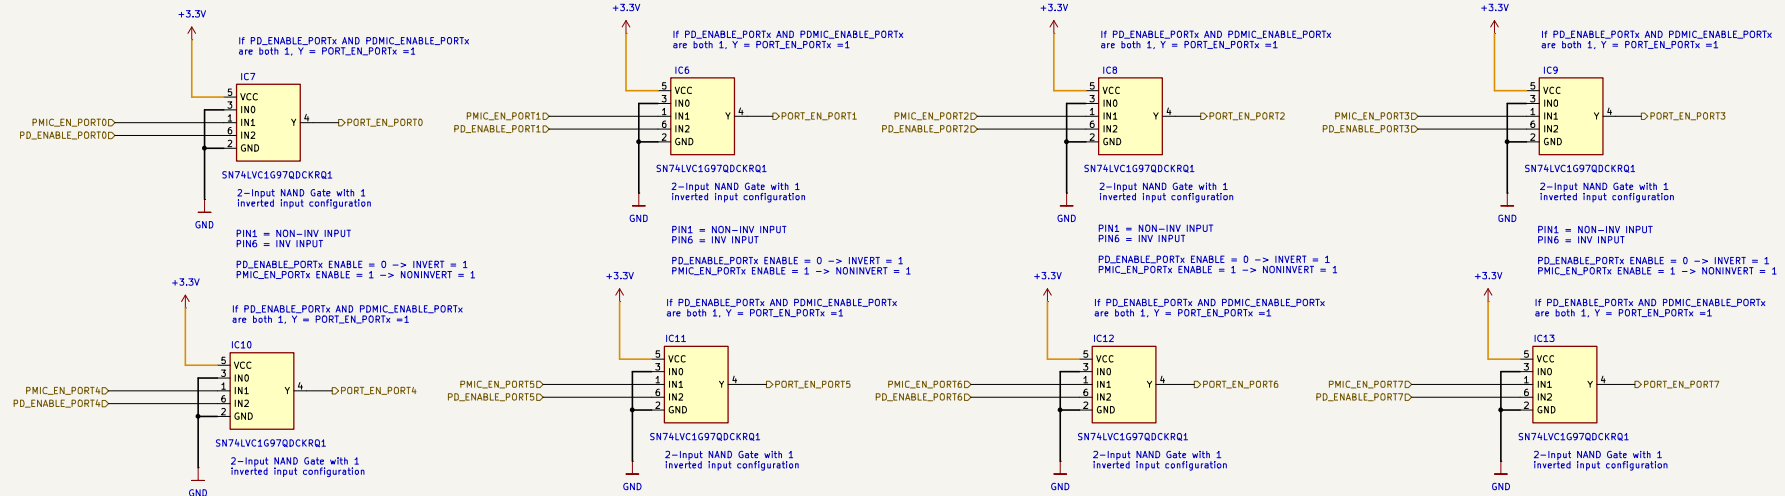 +3.3V
If PD_ENABLE_PORTx AND PDMIC_ENABLE_PORTx
are both 1, Y = PORT_EN_PORTx =1
IC7
5 VCC
3 IN0
PMIC_EN_PORT0 1 IN1 Y 4 PORT_EN_PORT0
PD_ENABLE_PORT0 6 IN2
2 GND
SN74LVC1G97QDCKRQ1
2-Input NAND Gate with 1
inverted input configuration
GND
PIN1 = NON-INV INPUT
PIN6 = INV INPUT
PD_ENABLE_PORTx ENABLE = 0 -> INVERT = 1
PMIC_EN_PORTx ENABLE = 1 -> NONINVERT = 1
+3.3V
If PD_ENABLE_PORTx AND PDMIC_ENABLE_PORTx
are both 1, Y = PORT_EN_PORTx =1
IC6
5 VCC
3 IN0
PMIC_EN_PORT1 1 IN1 Y 4 PORT_EN_PORT1
PD_ENABLE_PORT1 6 IN2
2 GND
SN74LVC1G97QDCKRQ1
2-Input NAND Gate with 1
inverted input configuration
GND
PIN1 = NON-INV INPUT
PIN6 = INV INPUT
PD_ENABLE_PORTx ENABLE = 0 -> INVERT = 1
PMIC_EN_PORTx ENABLE = 1 -> NONINVERT = 1
+3.3V
If PD_ENABLE_PORTx AND PDMIC_ENABLE_PORTx
are both 1, Y = PORT_EN_PORTx =1
IC8
5 VCC
3 IN0
PMIC_EN_PORT2 1 IN1 Y 4 PORT_EN_PORT2
PD_ENABLE_PORT2 6 IN2
2 GND
SN74LVC1G97QDCKRQ1
2-Input NAND Gate with 1
inverted input configuration
GND
PIN1 = NON-INV INPUT
PIN6 = INV INPUT
PD_ENABLE_PORTx ENABLE = 0 -> INVERT = 1
PMIC_EN_PORTx ENABLE = 1 -> NONINVERT = 1
+3.3V
If PD_ENABLE_PORTx AND PDMIC_ENABLE_PORTx
are both 1, Y = PORT_EN_PORTx =1
IC9
5 VCC
3 IN0
PMIC_EN_PORT3 1 IN1 Y 4 PORT_EN_PORT3
PD_ENABLE_PORT3 6 IN2
2 GND
SN74LVC1G97QDCKRQ1
2-Input NAND Gate with 1
inverted input configuration
GND
PIN1 = NON-INV INPUT
PIN6 = INV INPUT
PD_ENABLE_PORTx ENABLE = 0 -> INVERT = 1
PMIC_EN_PORTx ENABLE = 1 -> NONINVERT = 1
+3.3V
If PD_ENABLE_PORTx AND PDMIC_ENABLE_PORTx
are both 1, Y = PORT_EN_PORTx =1
IC10
5 VCC
3 IN0
PMIC_EN_PORT4 1 IN1 Y 4 PORT_EN_PORT4
PD_ENABLE_PORT4 6 IN2
2 GND
SN74LVC1G97QDCKRQ1
2-Input NAND Gate with 1
inverted input configuration
GND
+3.3V
If PD_ENABLE_PORTx AND PDMIC_ENABLE_PORTx
are both 1, Y = PORT_EN_PORTx =1
IC11
5 VCC
3 IN0
PMIC_EN_PORT5 1 IN1 Y 4 PORT_EN_PORT5
PD_ENABLE_PORT5 6 IN2
2 GND
SN74LVC1G97QDCKRQ1
2-Input NAND Gate with 1
inverted input configuration
GND
+3.3V
If PD_ENABLE_PORTx AND PDMIC_ENABLE_PORTx
are both 1, Y = PORT_EN_PORTx =1
IC12
5 VCC
3 IN0
PMIC_EN_PORT6 1 IN1 Y 4 PORT_EN_PORT6
PD_ENABLE_PORT6 6 IN2
2 GND
SN74LVC1G97QDCKRQ1
2-Input NAND Gate with 1
inverted input configuration
GND
+3.3V
If PD_ENABLE_PORTx AND PDMIC_ENABLE_PORTx
are both 1, Y = PORT_EN_PORTx =1
IC13
5 VCC
3 IN0
PMIC_EN_PORT7 1 IN1 Y 4 PORT_EN_PORT7
PD_ENABLE_PORT7 6 IN2
2 GND
SN74LVC1G97QDCKRQ1
2-Input NAND Gate with 1
inverted input configuration
GND